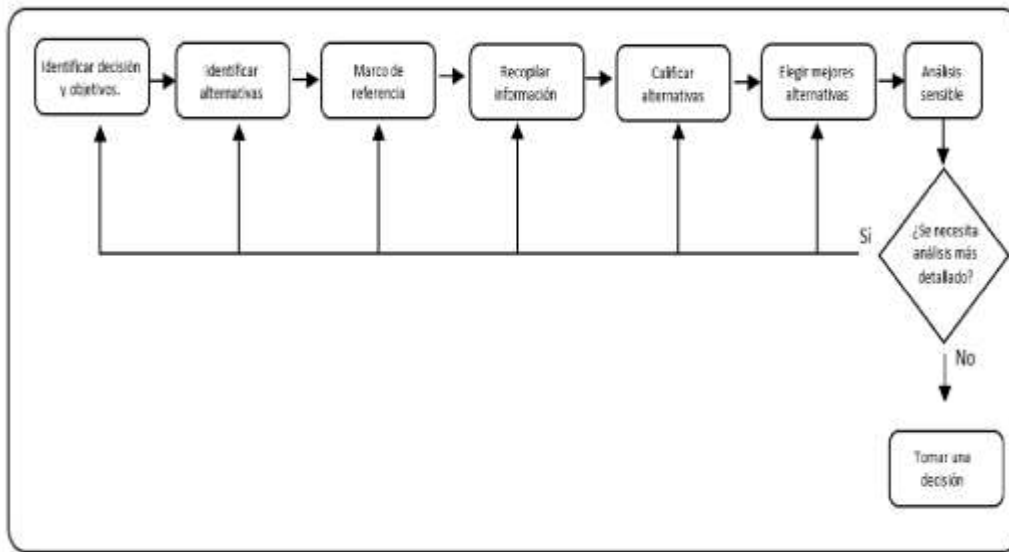 Identificar decisión
y objetivos.
Identificar
alternativas
Marco de
referencia
Recopilar
información
Calificar
alternativas
Elegir mejores
alternativas
Análisis
sensible
¿Se necesita
análisis más
detallado?
Si
No
Tomar una
decisión